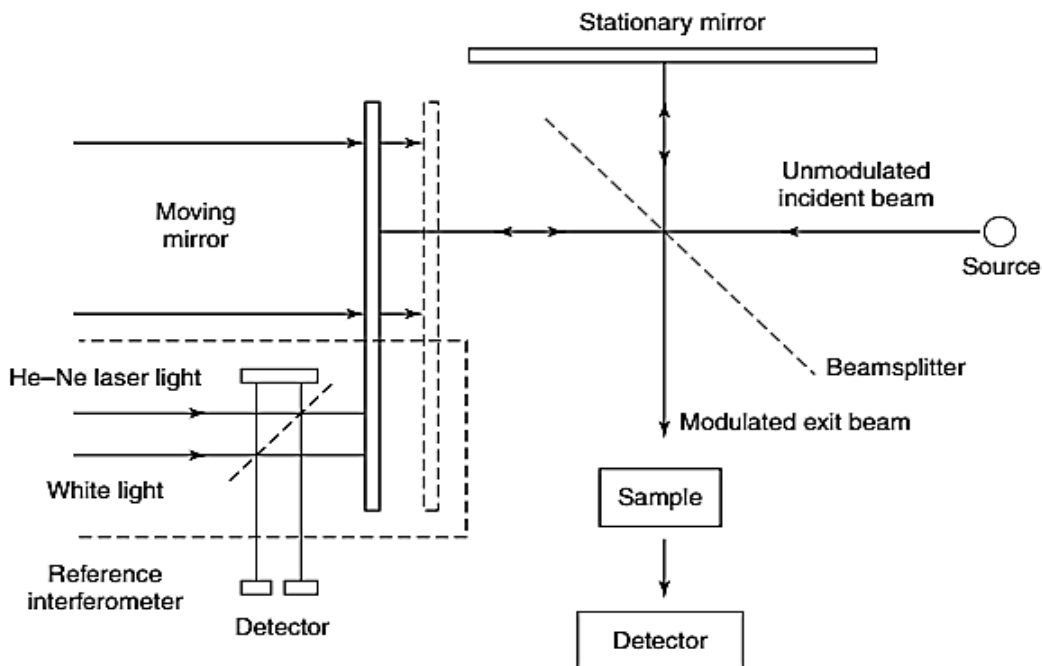 Stationary mirror
Unmodulated
incident beam
Moving
mirror
Source
He–Ne laser light
Beamsplitter
Modulated exit beam
White light
Sample
Reference
interferometer
Detector
Detector